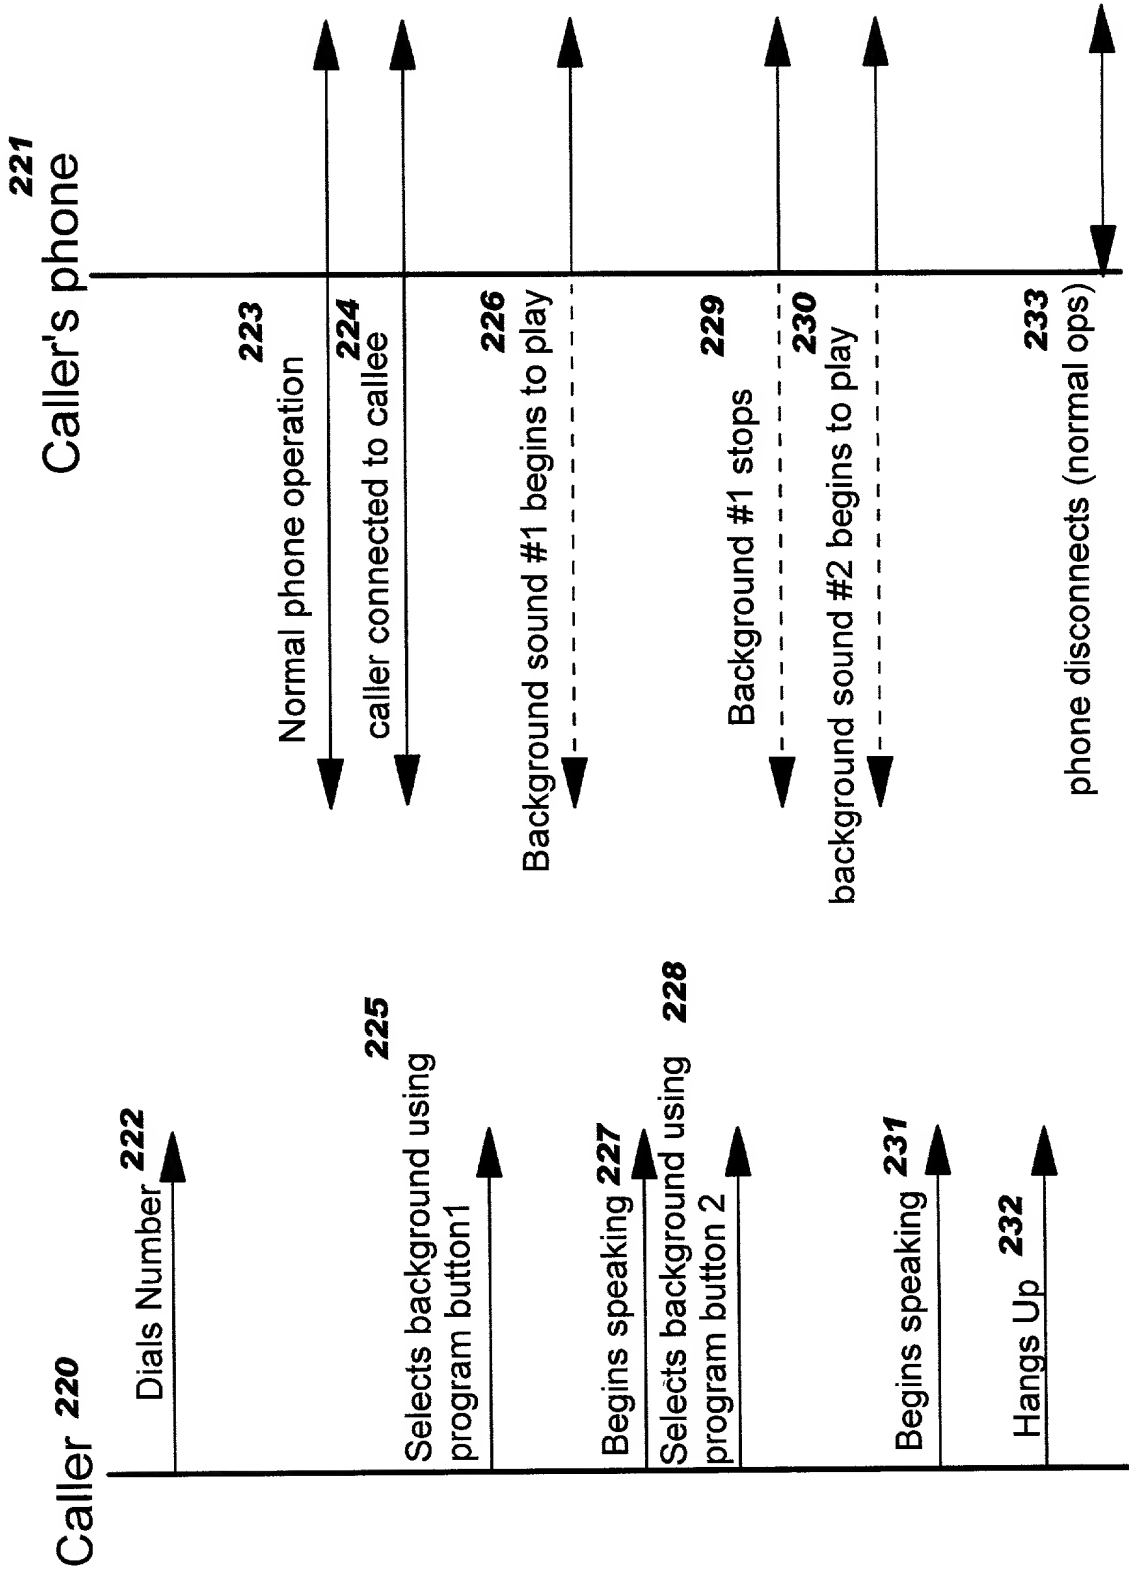 Caller 220
Caller's phone 221
Dials Number 222
Normal phone operation 223
caller connected to callee 224
Selects background using 225
program button1
Background sound #1 begins to play 226
Begins speaking 227
Selects background using 228
program button 2
Background #1 stops 229
background sound #2 begins to play 230
Begins speaking 231
Hangs Up 232
phone disconnects (normal ops) 233